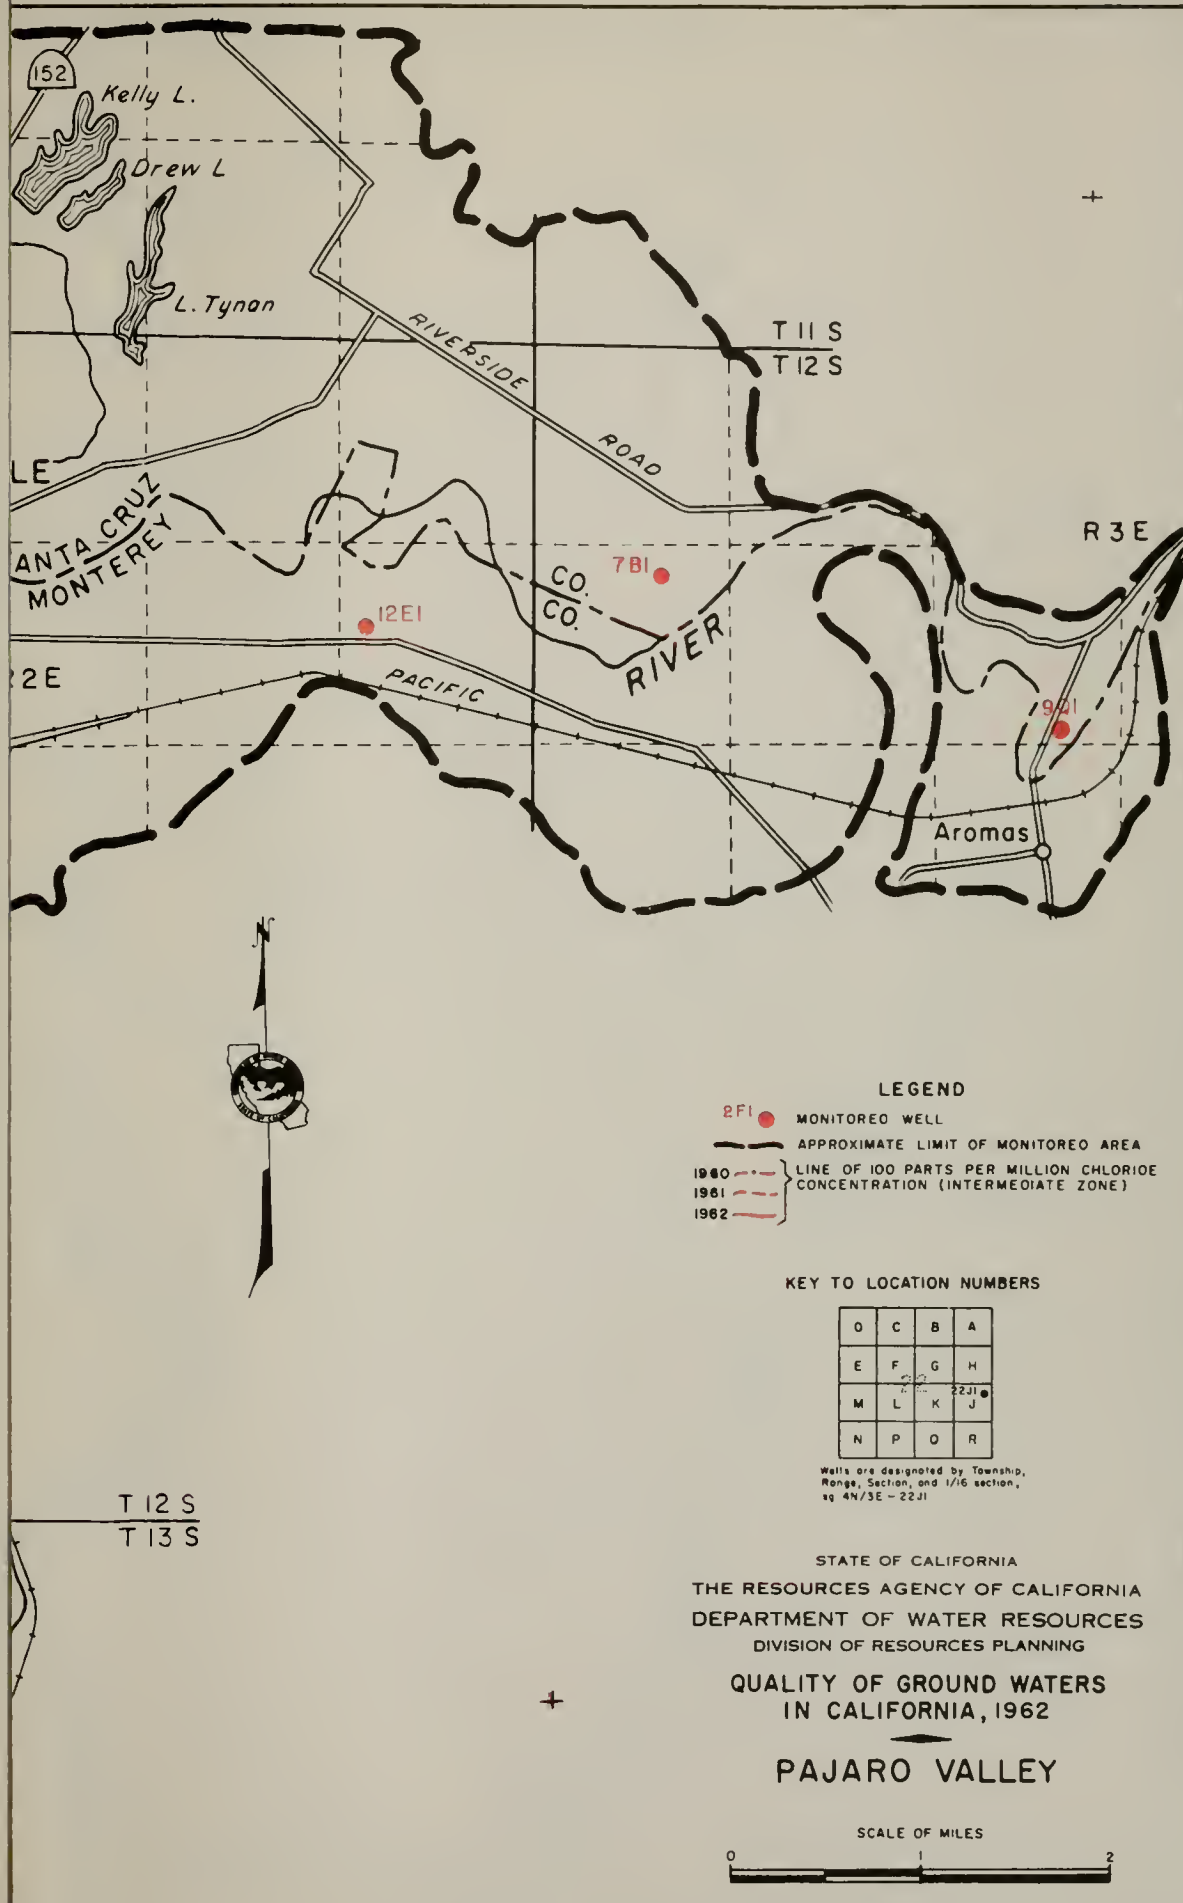 152
Kelly L.
Drew L
L. Tynan
RIVERSIDE
ROAD
T 11 S
T 12 S
LE
ANTA CRUZ
MONTEREY
CO.
CO.
7B1
12E1
R 3 E
2 E
PACIFIC
RIVER
9Q1
Aromas
N
LEGEND
2F1 MONITORED WELL
APPROXIMATE LIMIT OF MONITORED AREA
1960
1961
1962
LINE OF 100 PARTS PER MILLION CHLORIDE
CONCENTRATION (INTERMEDIATE ZONE)
KEY TO LOCATION NUMBERS
D C B A
E F G H
22
22J1
M L K J
N P Q R
Wells are designated by Township,
Range, Section, and 1/16 section,
eg 4N/3E-22J1
T 12 S
T 13 S
STATE OF CALIFORNIA
THE RESOURCES AGENCY OF CALIFORNIA
DEPARTMENT OF WATER RESOURCES
DIVISION OF RESOURCES PLANNING
QUALITY OF GROUND WATERS
IN CALIFORNIA, 1962
PAJARO VALLEY
SCALE OF MILES
0 1 2